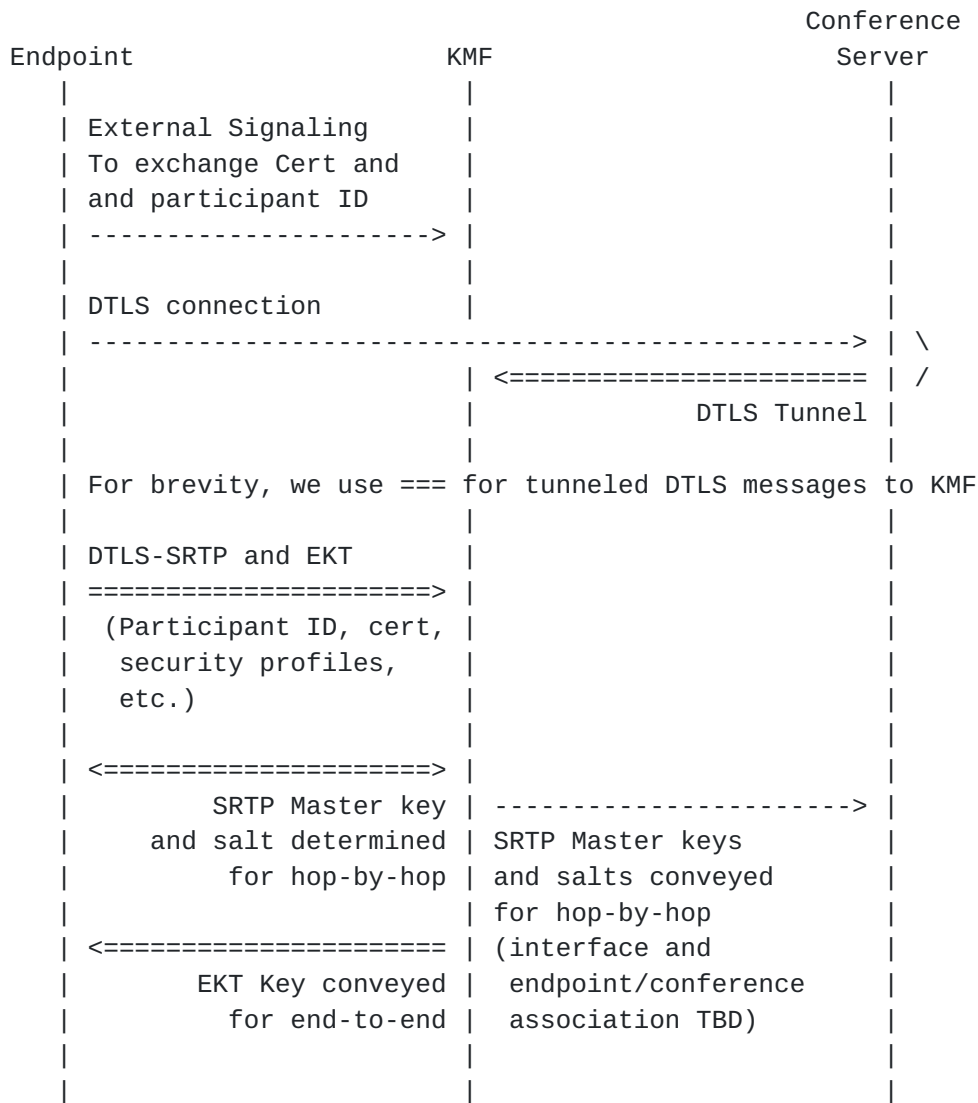 Conference
Endpoint KMF Server
External Signaling
To exchange Cert and
and participant ID
DTLS connection
DTLS Tunnel
For brevity, we use === for tunneled DTLS messages to KMF
DTLS-SRTP and EKT
(Participant ID, cert,
security profiles,
etc.)
SRTP Master key
and salt determined SRTP Master keys
for hop-by-hop and salts conveyed
for hop-by-hop
(interface and
EKT Key conveyed endpoint/conference
for end-to-end association TBD)